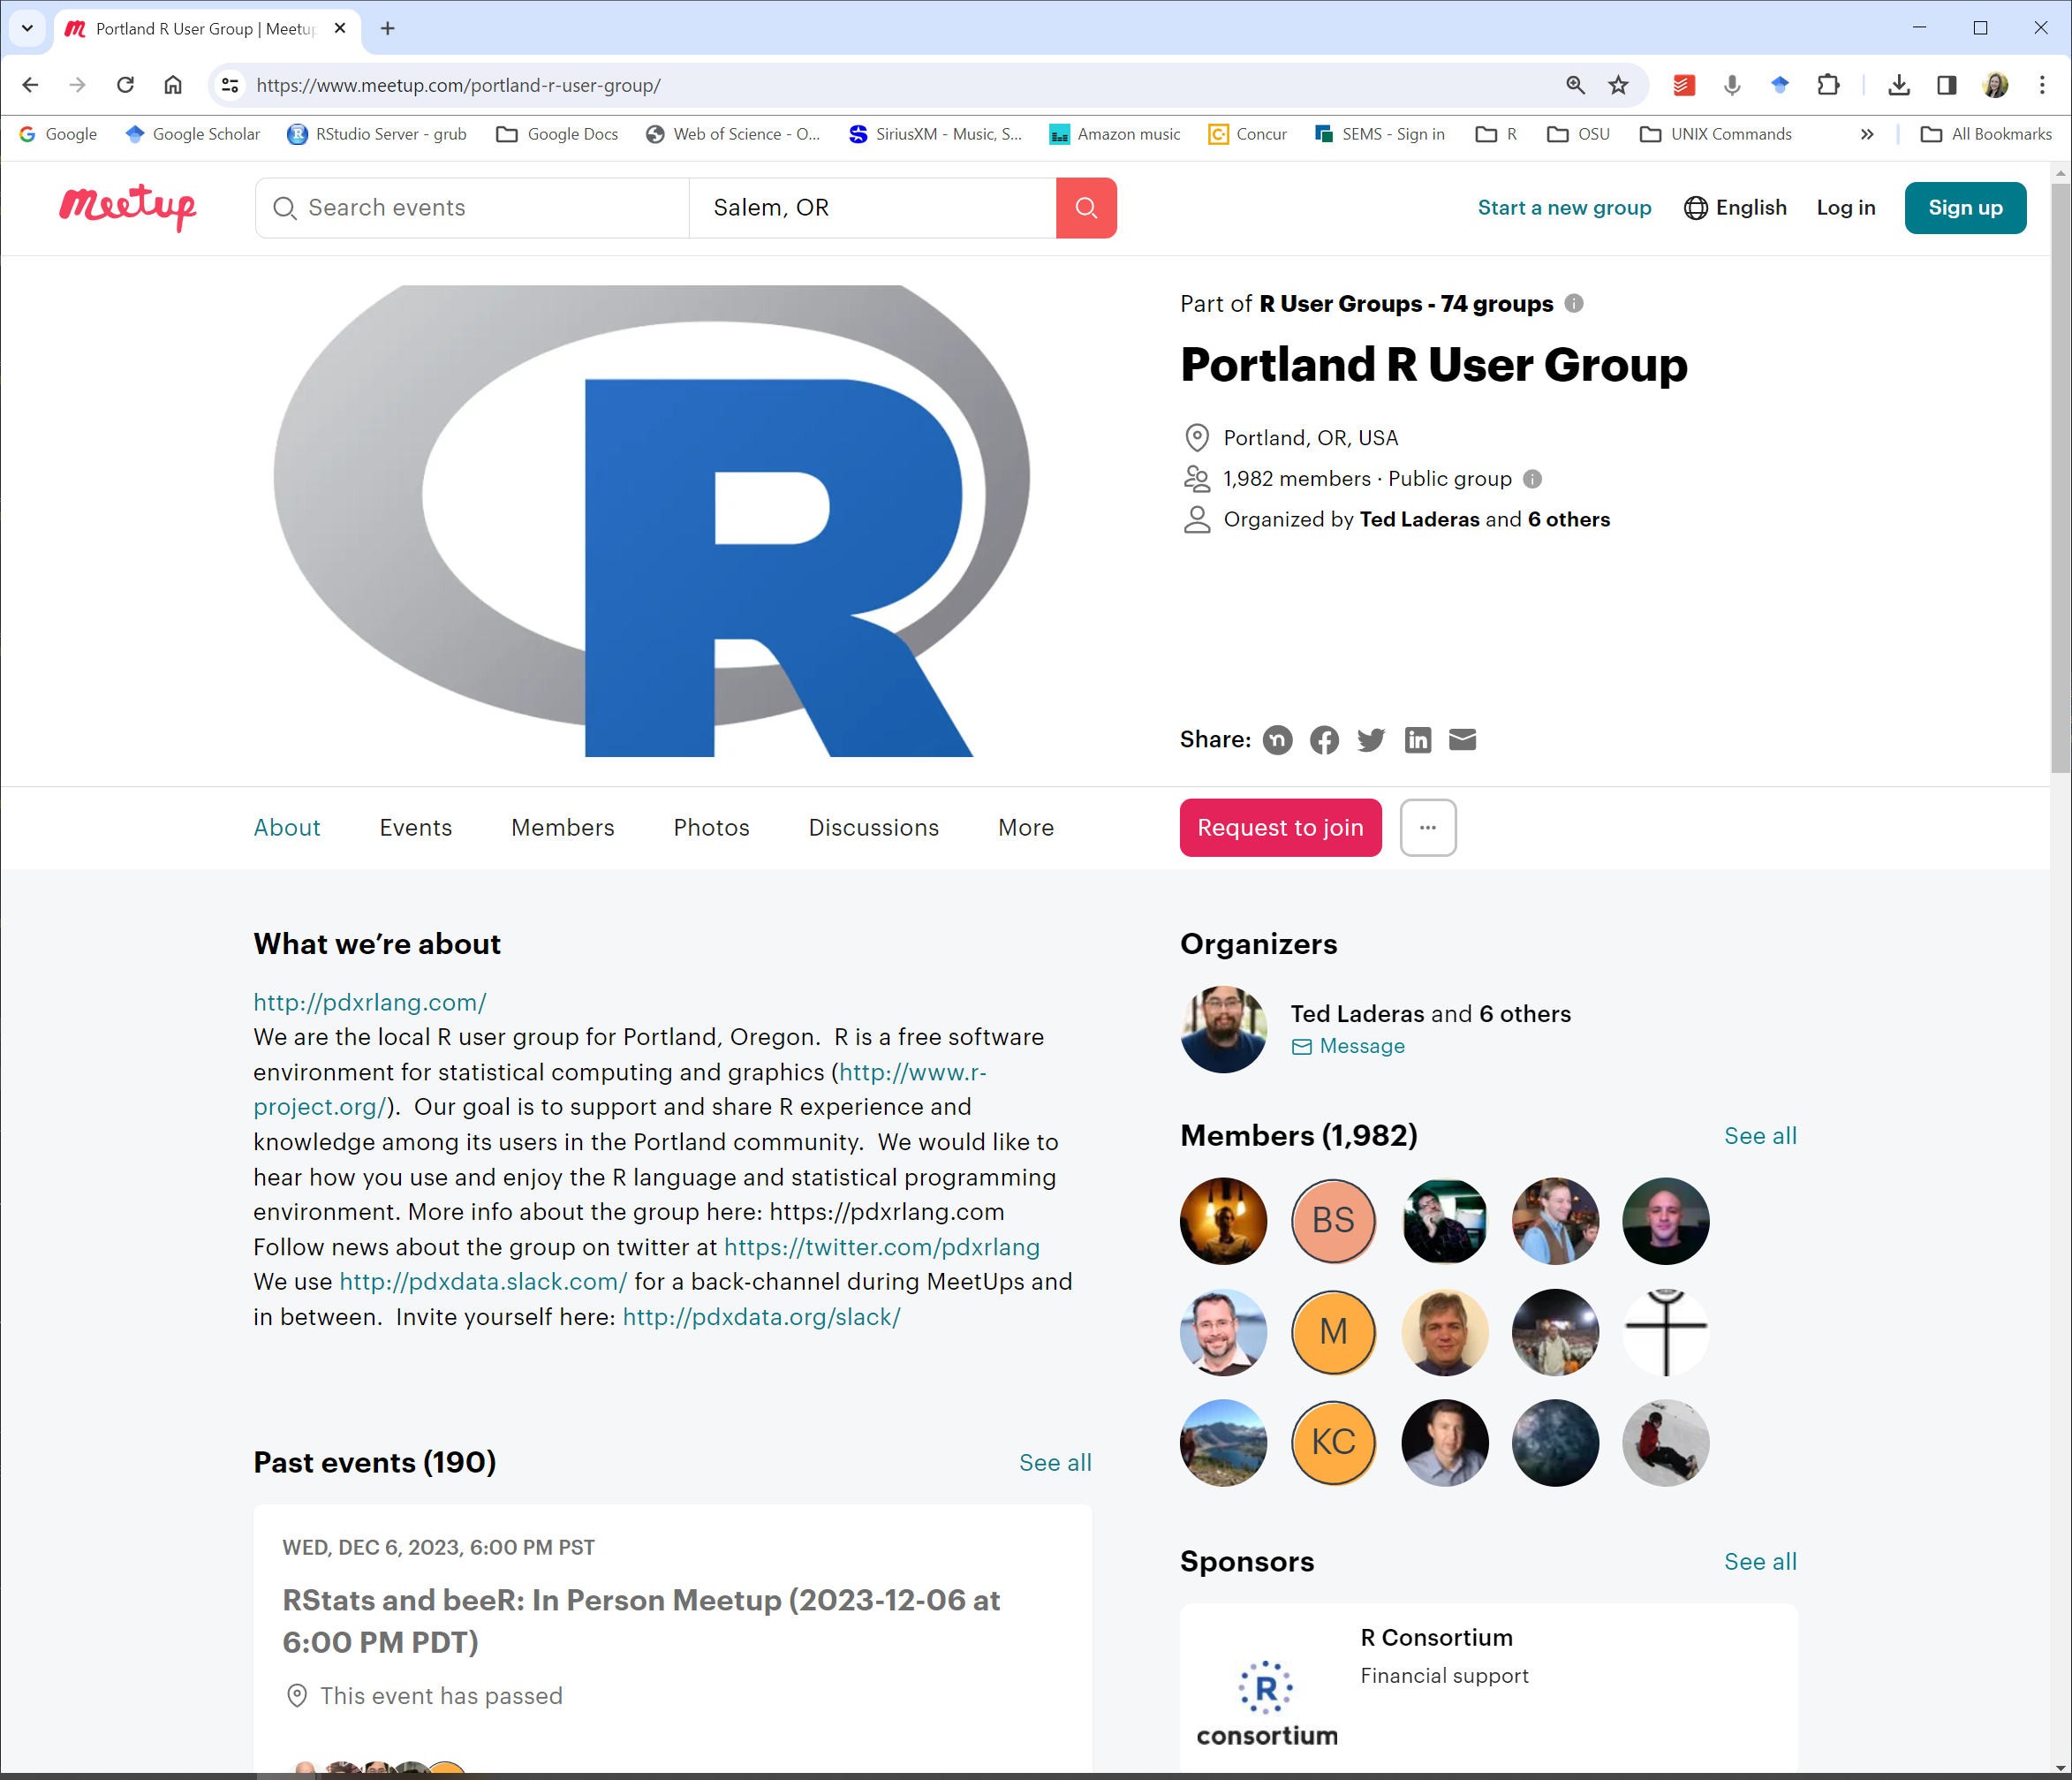 Portland R User Group | Meetup
https://www.meetup.com/portland-r-user-group/
Google
Google Scholar
RStudio Server - grub
Google Docs
Web of Science - O...
SiriusXM - Music, S...
Amazon music
Concur
SEMS - Sign in
R
OSU
UNIX Commands
All Bookmarks
meetup
Search events
Salem, OR
Start a new group
English
Log in
Sign up
R
Part of R User Groups - 74 groups
Portland R User Group
Portland, OR, USA
1,982 members · Public group
Organized by Ted Laderas and 6 others
Share:
About
Events
Members
Photos
Discussions
More
Request to join
What we’re about
http://pdxrlang.com/
We are the local R user group for Portland, Oregon.  R is a free software
environment for statistical computing and graphics (http://www.r-
project.org/).  Our goal is to support and share R experience and
knowledge among its users in the Portland community.  We would like to
hear how you use and enjoy the R language and statistical programming
environment. More info about the group here: https://pdxrlang.com
Follow news about the group on twitter at https://twitter.com/pdxrlang
We use http://pdxdata.slack.com/ for a back-channel during MeetUps and
in between.  Invite yourself here: http://pdxdata.org/slack/
Past events (190)
See all
WED, DEC 6, 2023, 6:00 PM PST
RStats and beeR: In Person Meetup (2023-12-06 at
6:00 PM PDT)
This event has passed
Organizers
Ted Laderas and 6 others
Message
Members (1,982)
See all
BS
M
KC
Sponsors
See all
R Consortium
Financial support
R
consortium